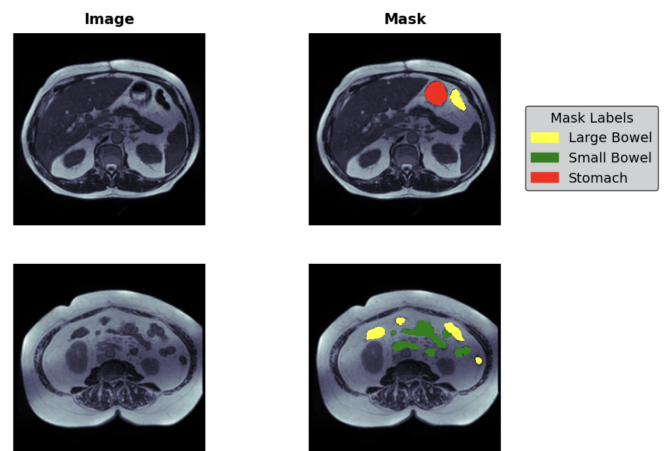 Image
Mask
Mask Labels
Large Bowel
Small Bowel
Stomach